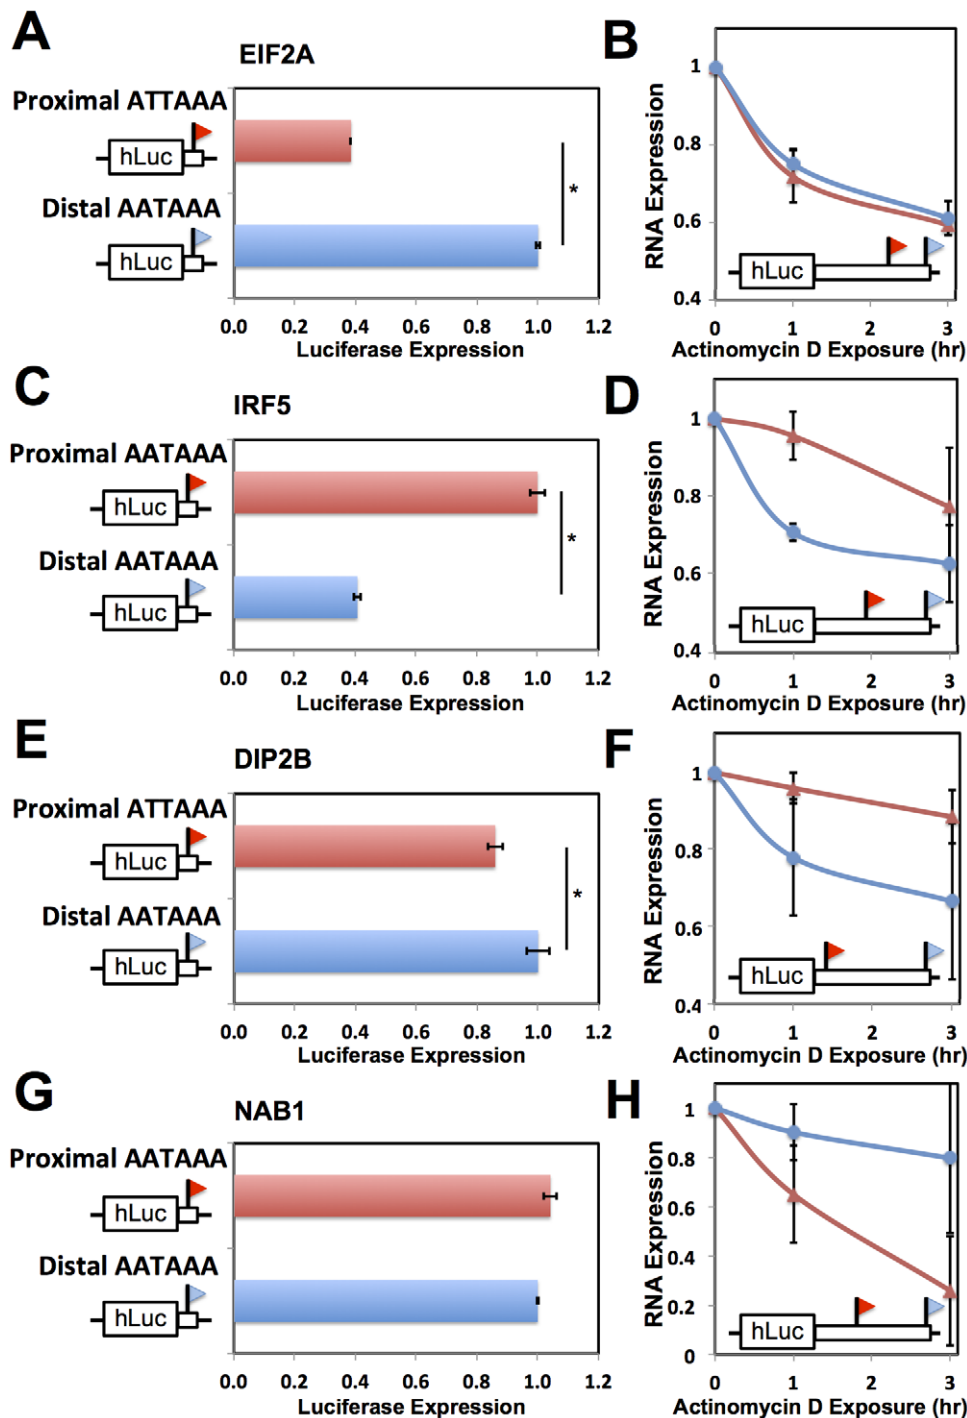 A
EIF2A
Proximal ATTAAA
hLuc
Distal AATAAA
hLuc
*
0.0 0.2 0.4 0.6 0.8 1.0 1.2
Luciferase Expression
B
RNA Expression
1
0.8
0.6
0.4
hLuc
0 1 2 3
Actinomycin D Exposure (hr)
C
IRF5
Proximal AATAAA
hLuc
Distal AATAAA
hLuc
*
0.0 0.2 0.4 0.6 0.8 1.0 1.2
Luciferase Expression
D
RNA Expression
1
0.8
0.6
0.4
hLuc
0 1 2 3
Actinomycin D Exposure (hr)
E
DIP2B
Proximal ATTAAA
hLuc
Distal AATAAA
hLuc
*
0.0 0.2 0.4 0.6 0.8 1.0 1.2
Luciferase Expression
F
RNA Expression
1
0.8
0.6
0.4
hLuc
0 1 2 3
Actinomycin D Exposure (hr)
G
NAB1
Proximal AATAAA
hLuc
Distal AATAAA
hLuc
0.0 0.2 0.4 0.6 0.8 1.0 1.2
Luciferase Expression
H
RNA Expression
1
0.8
0.6
0.4
0.2
0
hLuc
0 1 2 3
Actinomycin D Exposure (hr)